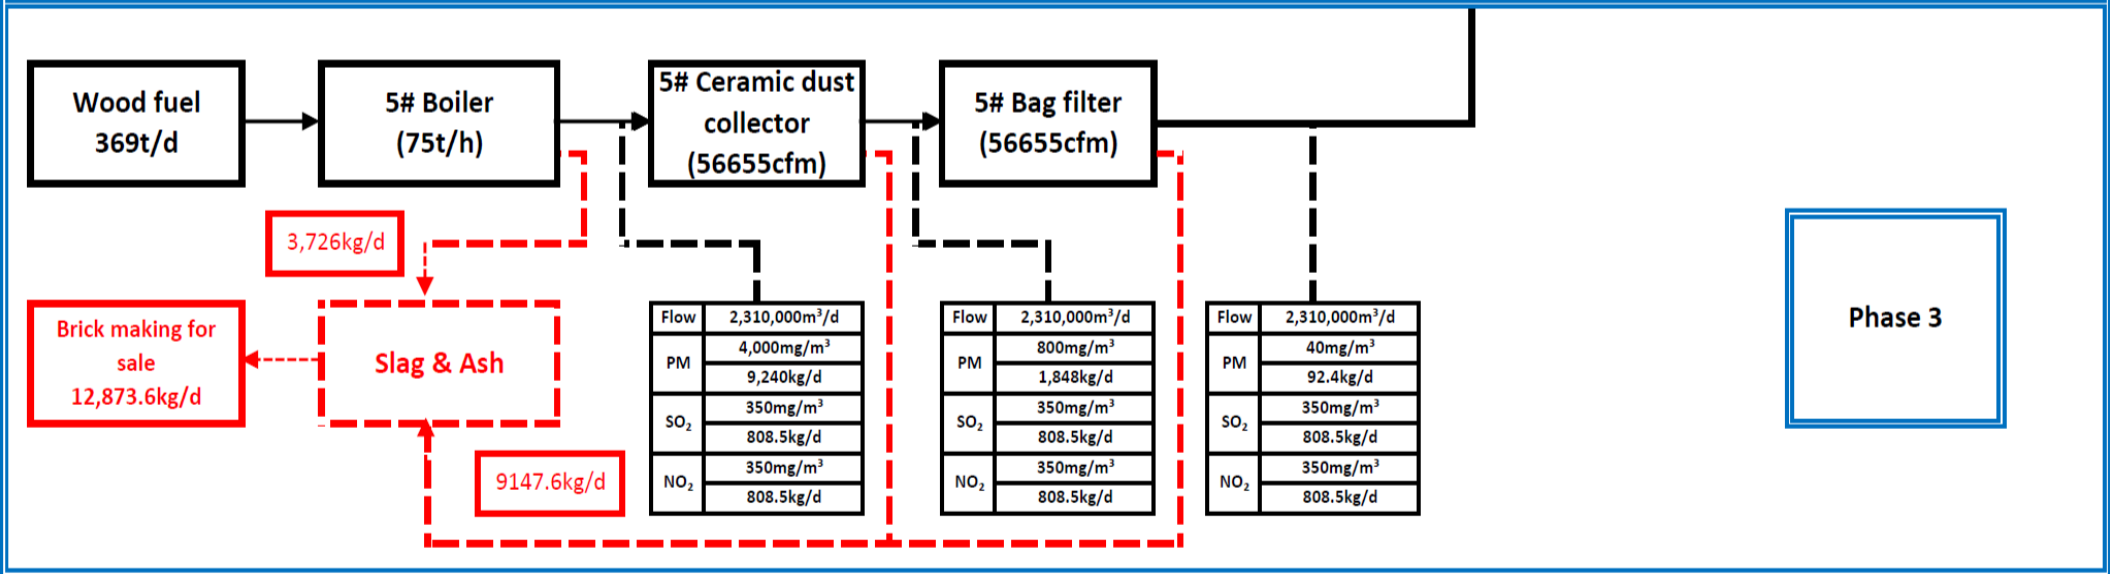 Wood fuel
369t/d
5# Boiler
(75t/h)
5# Ceramic dust
collector
(56655cfm)
5# Bag filter
(56655cfm)
3,726kg/d
Brick making for
sale
12,873.6kg/d
Slag & Ash
9147.6kg/d
Flow 2,310,000m³/d
PM 4,000mg/m³
9,240kg/d
SO₂ 350mg/m³
808.5kg/d
NO₂ 350mg/m³
808.5kg/d
Flow 2,310,000m³/d
PM 800mg/m³
1,848kg/d
SO₂ 350mg/m³
808.5kg/d
NO₂ 350mg/m³
808.5kg/d
Flow 2,310,000m³/d
PM 40mg/m³
92.4kg/d
SO₂ 350mg/m³
808.5kg/d
NO₂ 350mg/m³
808.5kg/d
Phase 3